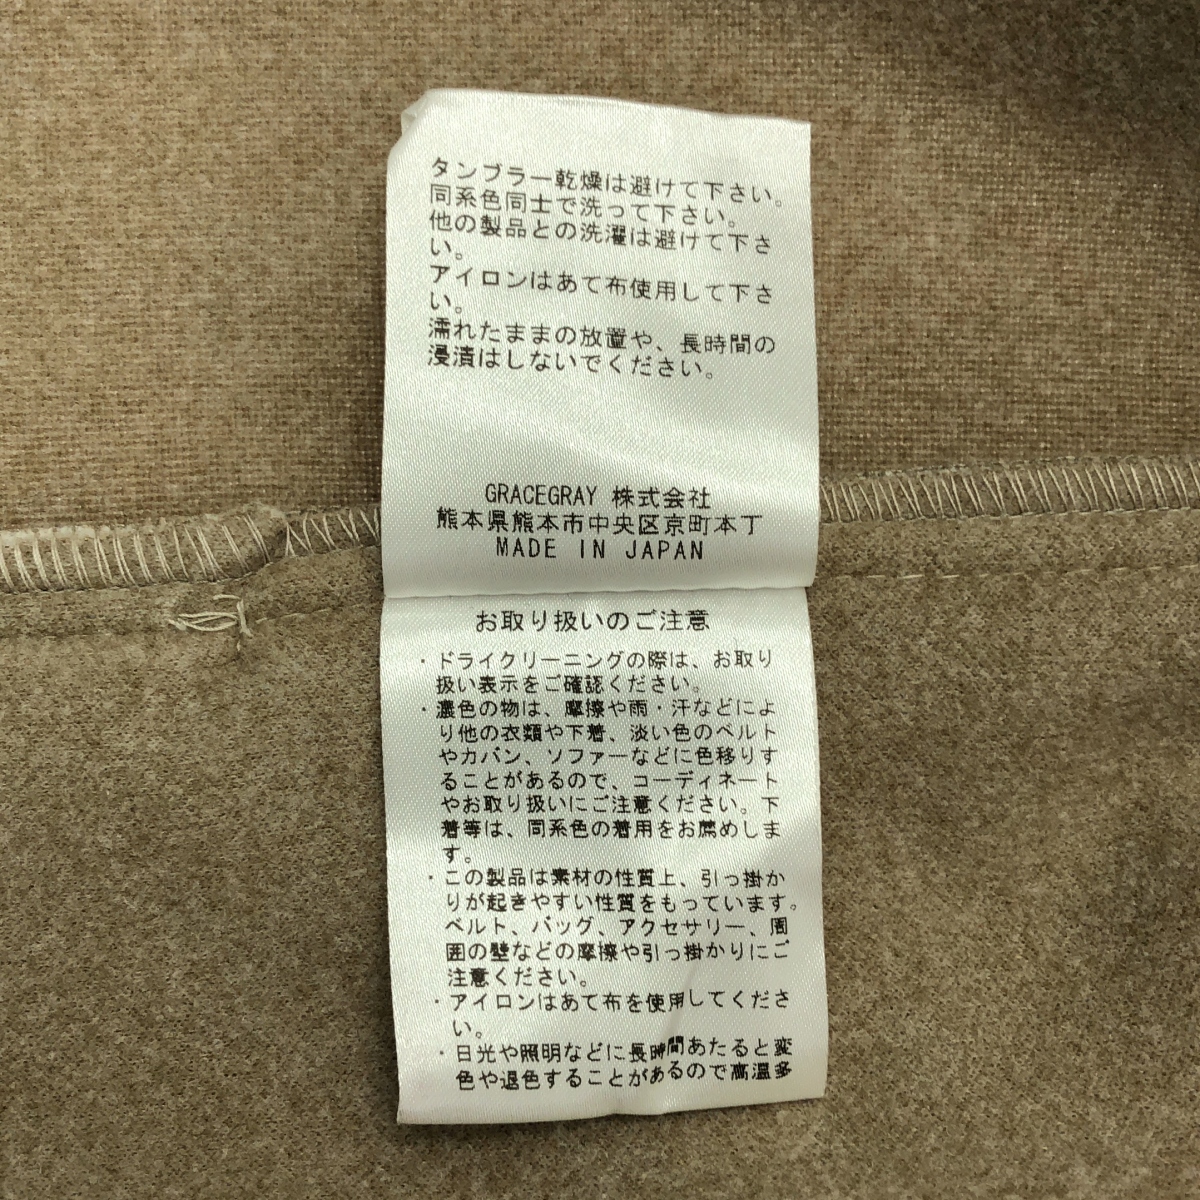 タンブラー乾燥は避けて下さい。
同系色同士で洗って下さい。
他の製品との洗濯は避けて下さ
い。
アイロンはあて布使用して下さ
い。
濡れたままの放置や、長時間の
浸漬はしないでください。
GRACEGRAY 株式会社
熊本県熊本市中央区京町本丁
MADE IN JAPAN
お取り扱いのご注意
・ドライクリーニングの際は、お取り
扱い表示をご確認ください。
・濃色の物は、摩擦や雨・汗などによ
り他の衣類や下着、淡い色のベルト
やカバン、ソファーなどに色移りす
ることがあるので、コーディネート
やお取り扱いにご注意ください。下
着等は、同系色の着用をお薦めしま
す。
・この製品は素材の性質上、引っ掛か
りが起きやすい性質をもっています。
ベルト、バッグ、アクセサリー、周
囲の壁などの摩擦や引っ掛かりにご
注意ください。
・アイロンはあて布を使用してくださ
い。
・日光や照明などに長時間あたると変
色や退色することがあるので高温多